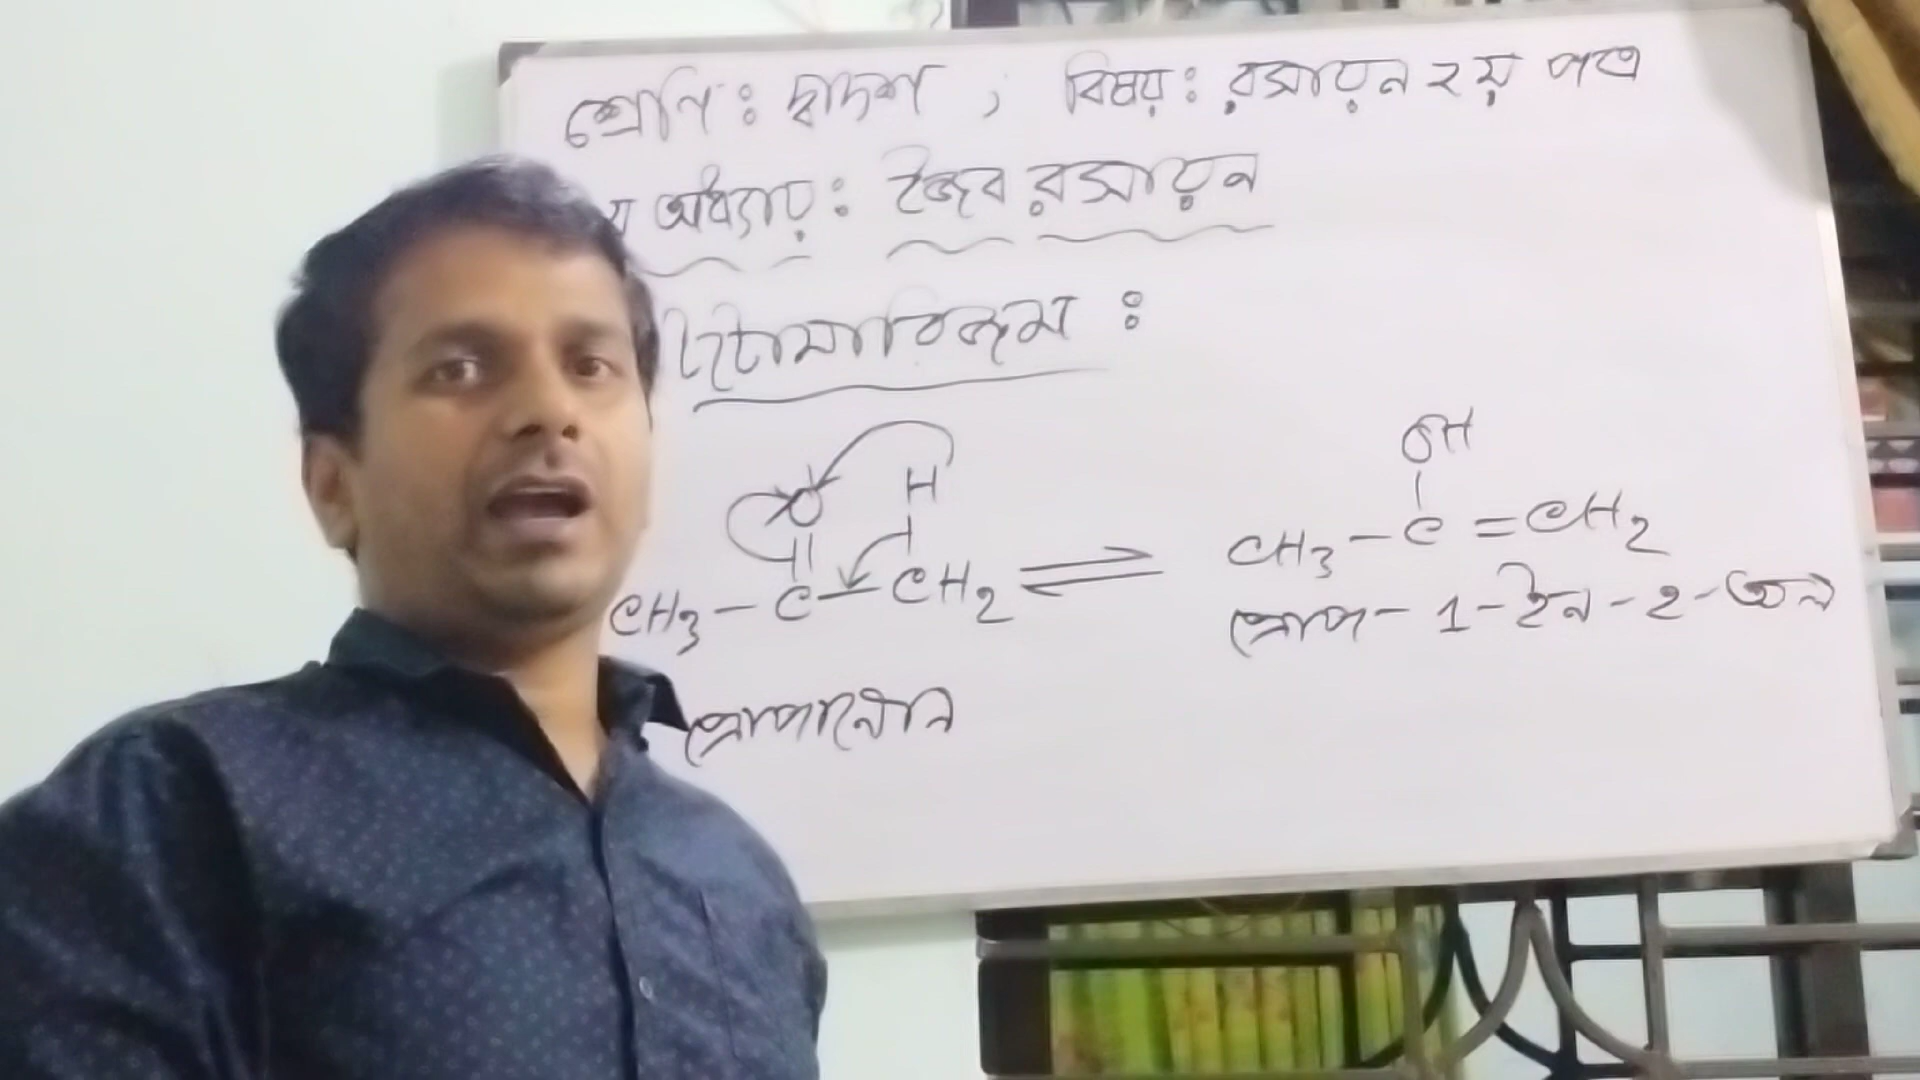 শ্রেণি : দ্বাদশ , বিষয় : রসায়ন ২য় পত্র
য় অধ্যায় : জৈব রসায়ন
টটোমারিজম :
O H OH
CH3 - C - CH2 ⇌ CH3 - C = CH2
প্রোপ - 1 - ইন - 2 - অল
প্রোপানোন